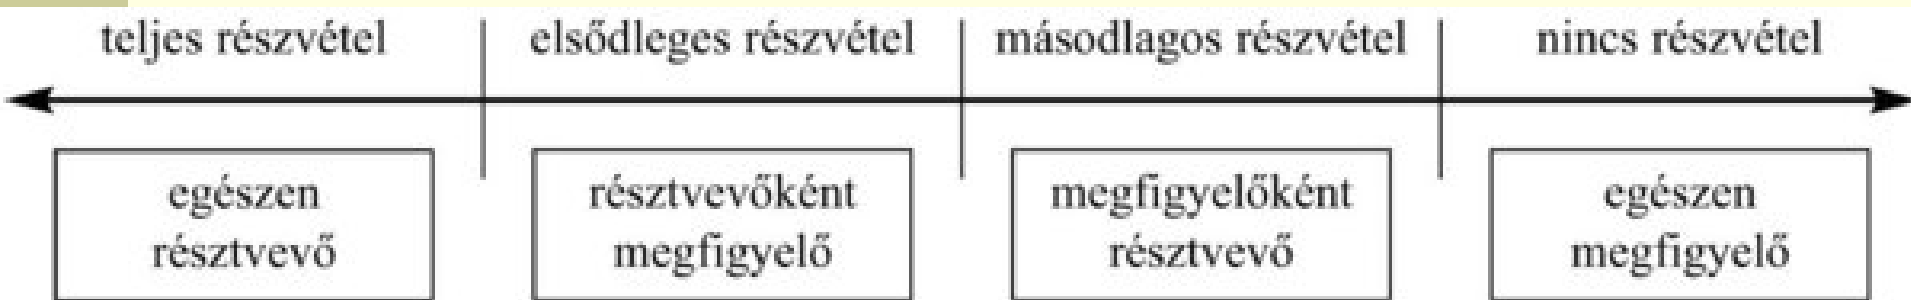 teljes részvétel
elsődleges részvétel
másodlagos részvétel
nincs részvétel
egészen
résztvevő
résztvevőként
megfigyelő
megfigyelőként
résztvevő
egészen
megfigyelő